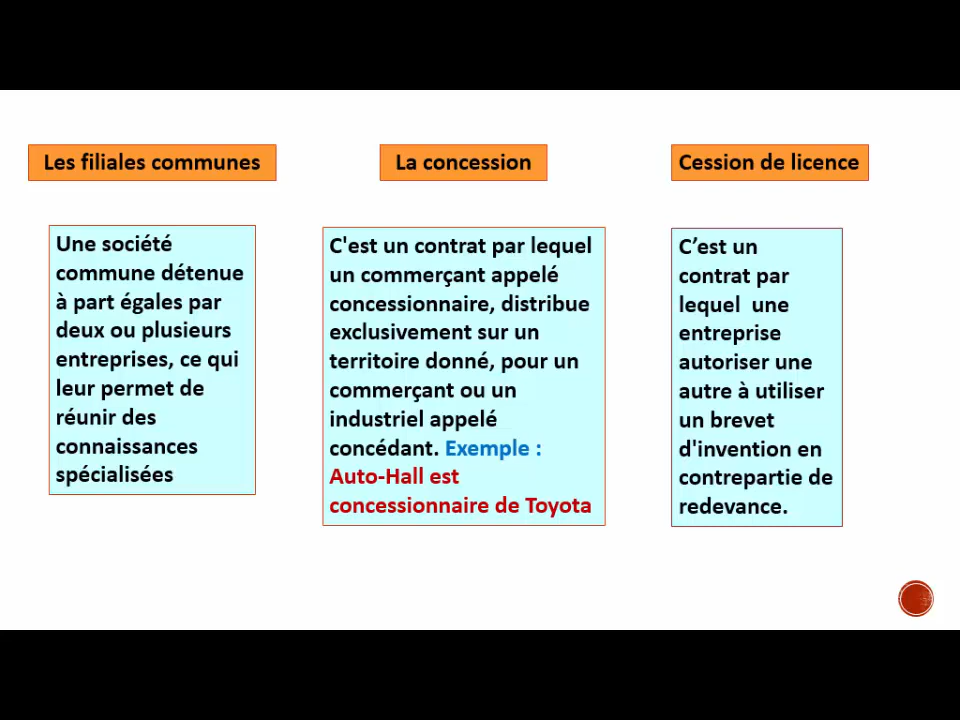 Les filiales communes
La concession
Cession de licence
Une société
commune détenue
à part égales par
deux ou plusieurs
entreprises, ce qui
leur permet de
réunir des
connaissances
spécialisées
C'est un contrat par lequel
un commerçant appelé
concessionnaire, distribue
exclusivement sur un
territoire donné, pour un
commerçant ou un
industriel appelé
concédant. Exemple :
Auto-Hall est
concessionnaire de Toyota
C’est un
contrat par
lequel  une
entreprise
autoriser une
autre à utiliser
un brevet
d'invention en
contrepartie de
redevance.